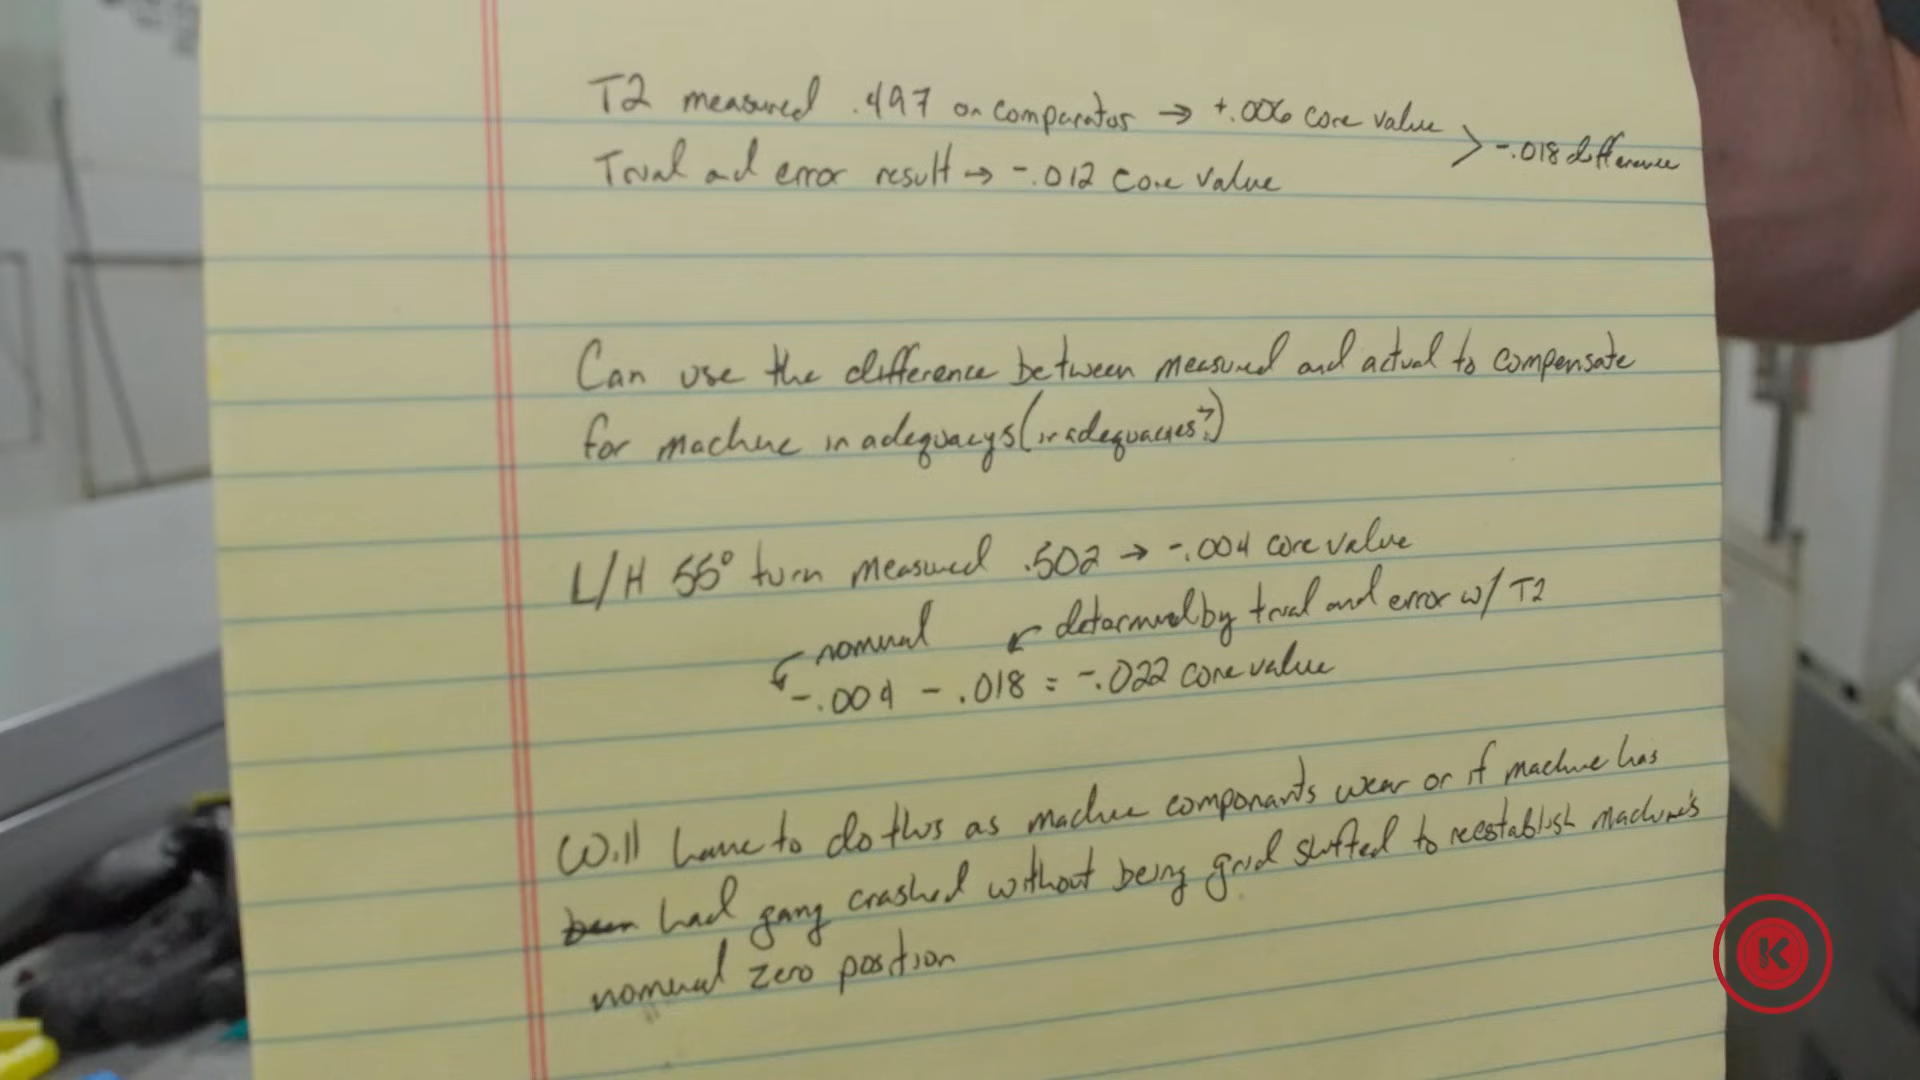 T2 measured .497 on comparator → +.006 core value
Trial and error result → -.012 core value
> -.018 difference
Can use the difference between measured and actual to compensate
for machine inadequacys (inadequacies?)
L/H 55° turn measured .502 → -.004 core value
nominal
determined by trial and error w/ T2
-.004 - .018 = -.022 core value
Will have to do this as machine componants wear or if machine has
been had gang crashed without being grid shifted to reestablish machine's
nominal zero position
K